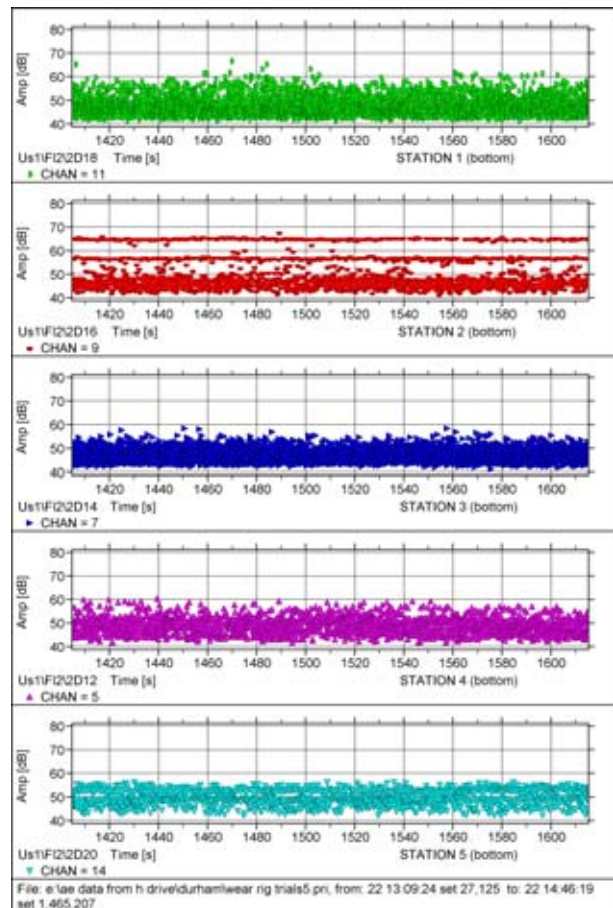 80
70
60
50
40
Amp [dB]
1420 1440 1460 1480 1500 1520 1540 1560 1580 1600
Us1\FI2\2D18 Time [s] STATION 1 (bottom)
CHAN = 11
80
70
60
50
40
Amp [dB]
1420 1440 1460 1480 1500 1520 1540 1560 1580 1600
Us1\FI2\2D16 Time [s] STATION 2 (bottom)
CHAN = 9
80
70
60
50
40
Amp [dB]
1420 1440 1460 1480 1500 1520 1540 1560 1580 1600
Us1\FI2\2D14 Time [s] STATION 3 (bottom)
CHAN = 7
80
70
60
50
40
Amp [dB]
1420 1440 1460 1480 1500 1520 1540 1560 1580 1600
Us1\FI2\2D12 Time [s] STATION 4 (bottom)
CHAN = 5
80
70
60
50
40
Amp [dB]
1420 1440 1460 1480 1500 1520 1540 1560 1580 1600
Us1\FI2\2D20 Time [s] STATION 5 (bottom)
CHAN = 14
File: e:\ae data from h drive\durham\wear rig trials5.pri, from: 22 13:09:24 set 27,125 to: 22 14:46:19
set 1,465,207